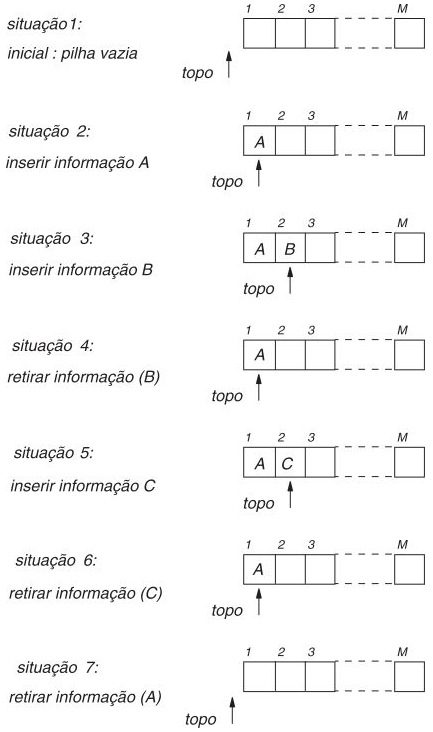 situação1:
1 2 3 M
inicial : pilha vazia
topo
situação 2:
1 2 3 M
A
inserir informação A
topo
situação 3:
1 2 3 M
A B
inserir informação B
topo
situação 4:
1 2 3 M
A
retirar informação (B)
topo
situação 5:
1 2 3 M
A C
inserir informação C
topo
situação 6:
1 2 3 M
A
retirar informação (C)
topo
situação 7:
1 2 3 M
retirar informação (A)
topo